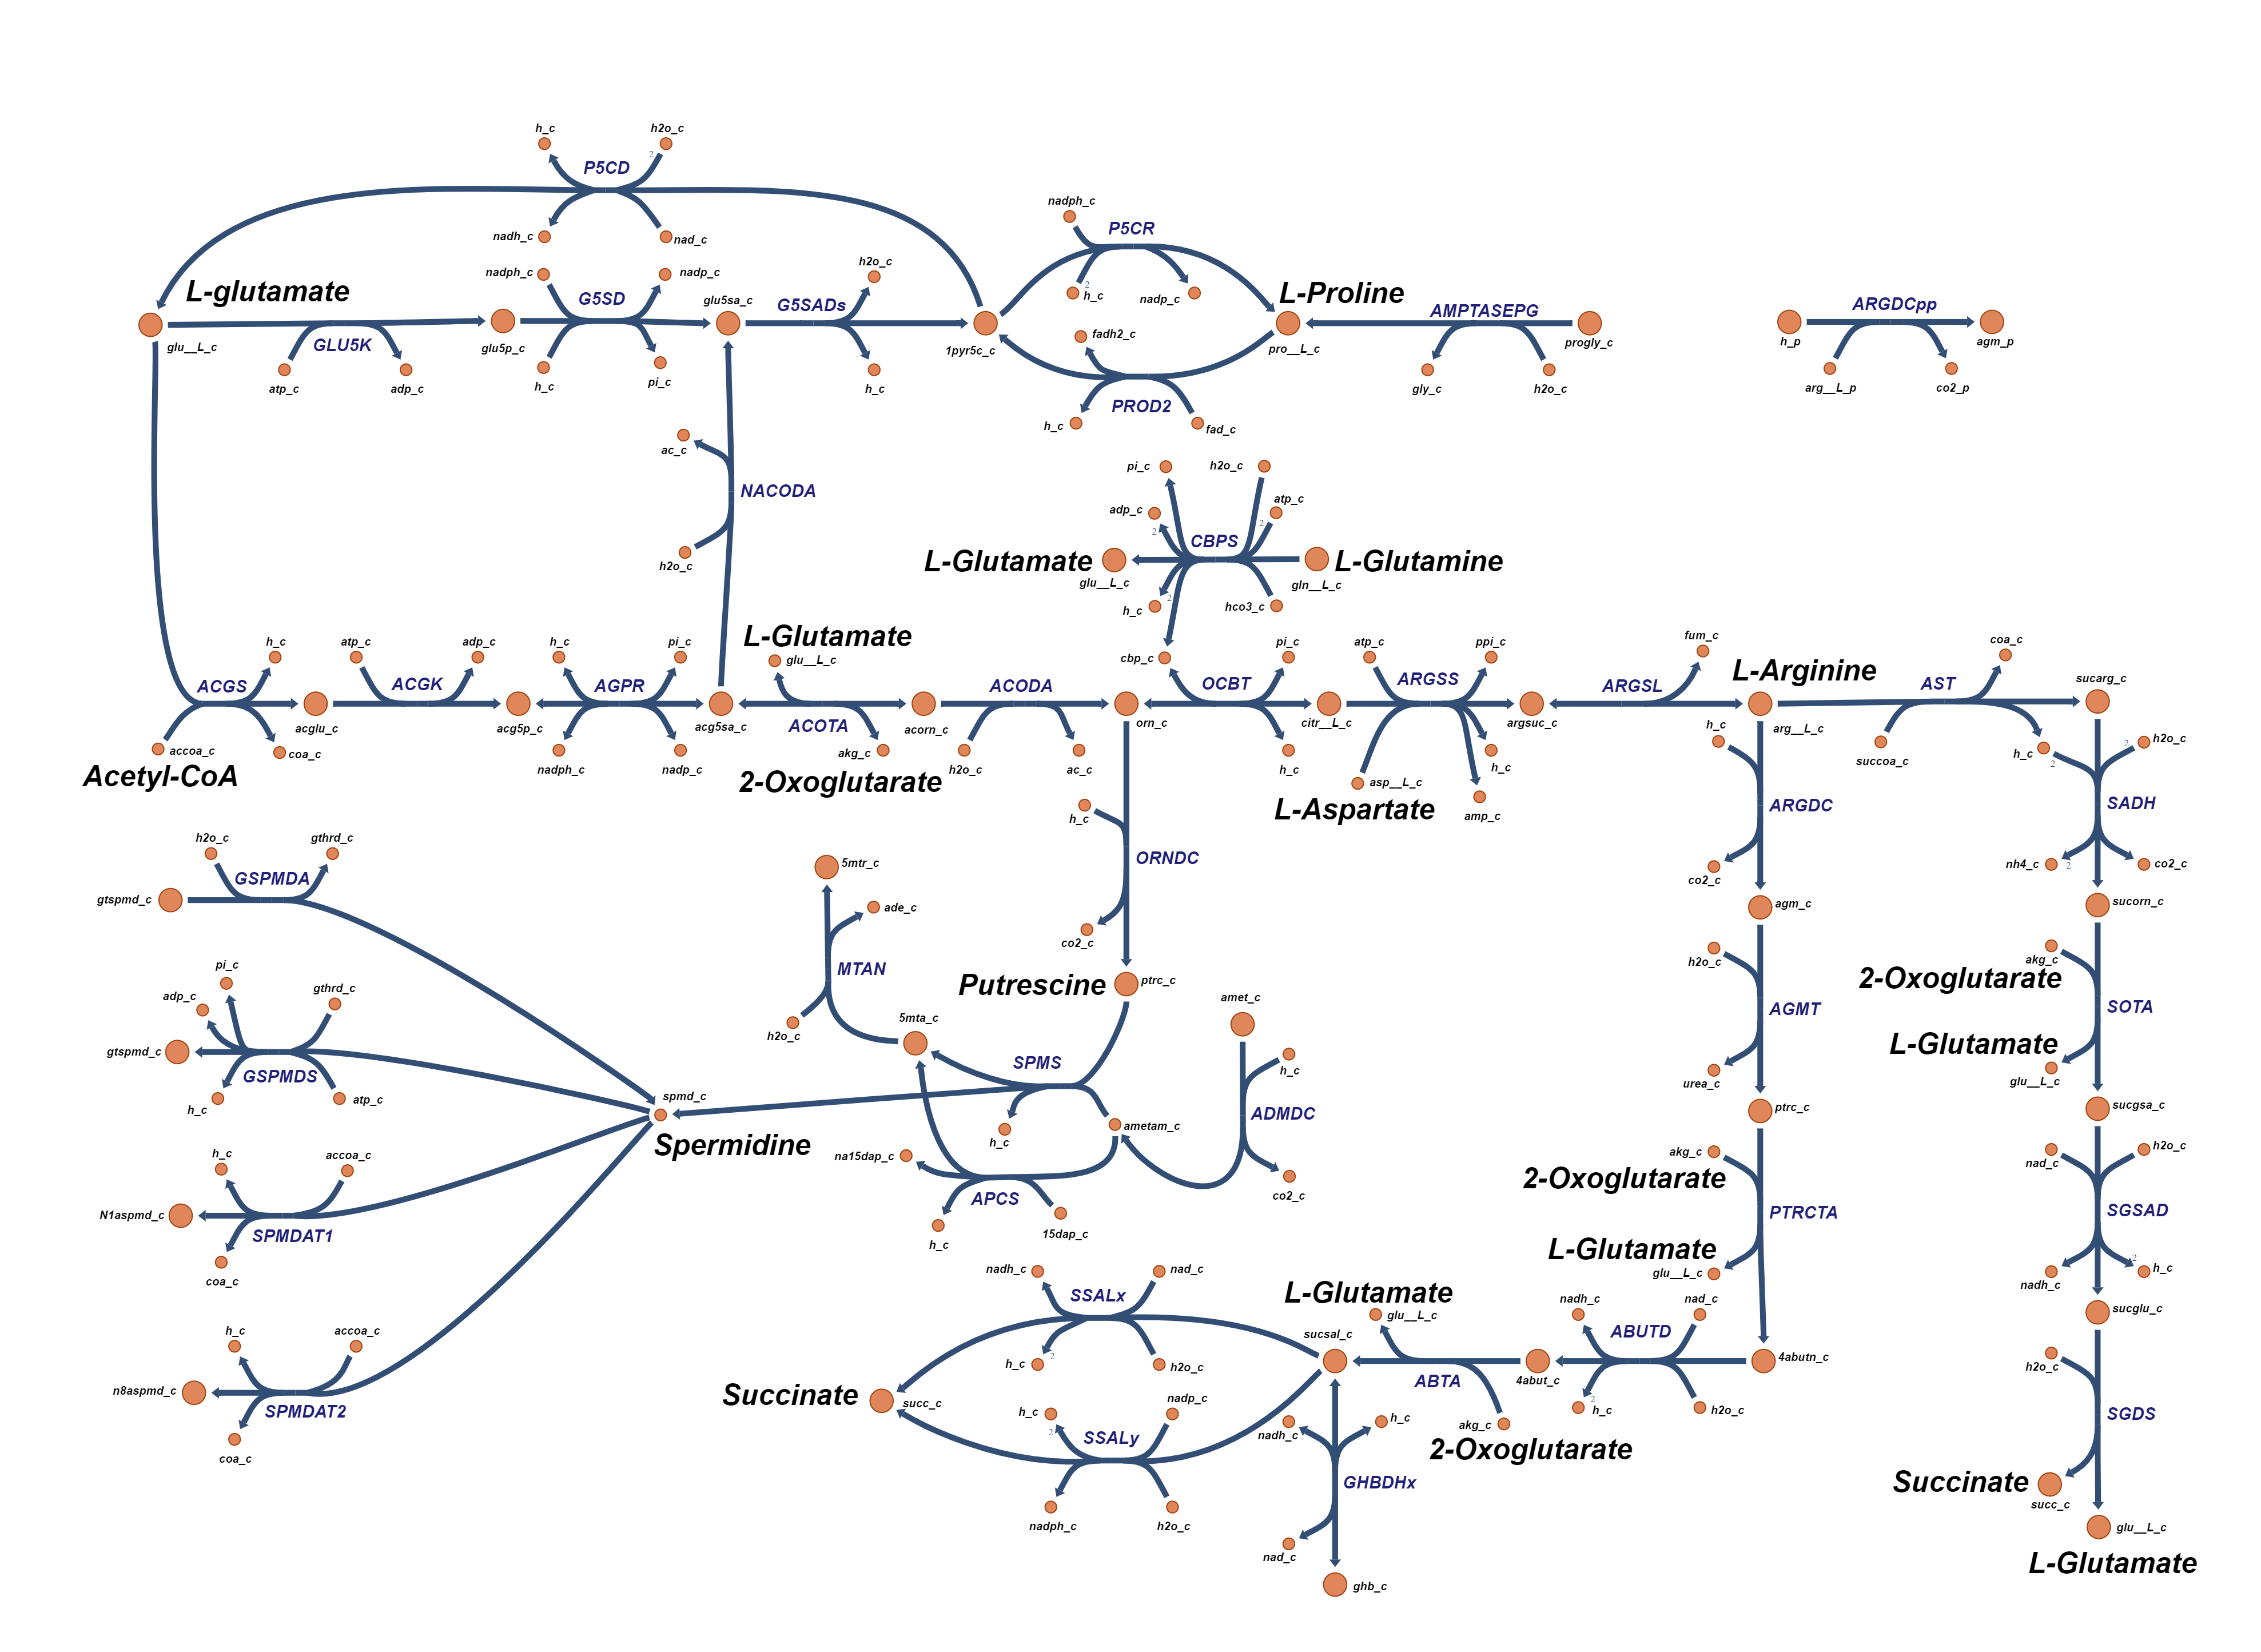 h_c
h2o_c
2
P5CD
nadh_c
nad_c
nadph_c
P5CR
2
h_c
nadp_c
L-glutamate
glu__L_c
GLU5K
atp_c
adp_c
nadph_c
nadp_c
G5SD
glu5p_c
h_c
pi_c
glu5sa_c
G5SADs
h2o_c
h_c
1pyr5c_c
L-Proline
pro__L_c
fadh2_c
PROD2
h_c
fad_c
AMPTASEPG
progly_c
gly_c
h2o_c
ARGDCpp
h_p
agm_p
arg__L_p
co2_p
ac_c
NACODA
h2o_c
pi_c
h2o_c
adp_c
2
atp_c
2
CBPS
L-Glutamate
glu__L_c
L-Glutamine
gln__L_c
h_c
2
hco3_c
cbp_c
ACGS
h_c
accoa_c
Acetyl-CoA
coa_c
acglu_c
atp_c
adp_c
ACGK
acg5p_c
h_c
pi_c
AGPR
nadph_c
nadp_c
acg5sa_c
L-Glutamate
glu__L_c
ACOTA
akg_c
2-Oxoglutarate
acorn_c
ACODA
h2o_c
ac_c
orn_c
OCBT
pi_c
h_c
citr__L_c
atp_c
ppi_c
ARGSS
asp__L_c
L-Aspartate
h_c
amp_c
argsuc_c
ARGSL
fum_c
L-Arginine
arg__L_c
AST
coa_c
succoa_c
h_c
sucarg_c
2
2
h2o_c
SADH
nh4_c
2
co2_c
sucorn_c
h_c
ARGDC
co2_c
agm_c
h_c
ORNDC
co2_c
Putrescine
ptrc_c
h2o_c
gthrd_c
GSPMDA
gtspmd_c
pi_c
adp_c
gthrd_c
gtspmd_c
GSPMDS
h_c
atp_c
5mtr_c
ade_c
MTAN
h2o_c
5mta_c
SPMS
amet_c
h_c
ADMDC
co2_c
spmd_c
Spermidine
h_c
ametam_c
na15dap_c
APCS
h_c
15dap_c
h_c
accoa_c
N1aspmd_c
SPMDAT1
coa_c
h_c
accoa_c
n8aspmd_c
SPMDAT2
coa_c
h2o_c
AGMT
urea_c
ptrc_c
akg_c
2-Oxoglutarate
PTRCTA
L-Glutamate
glu__L_c
4abutn_c
akg_c
2-Oxoglutarate
SOTA
L-Glutamate
glu__L_c
sucgsa_c
nad_c
h2o_c
SGSAD
nadh_c
2
h_c
sucglu_c
h2o_c
SGDS
Succinate
succ_c
glu__L_c
L-Glutamate
nadh_c
nad_c
SSALx
h_c
2
h2o_c
sucsal_c
L-Glutamate
glu__L_c
ABTA
akg_c
2-Oxoglutarate
4abut_c
nadh_c
nad_c
ABUTD
2
h_c
h2o_c
Succinate
succ_c
h_c
2
nadp_c
SSALy
nadph_c
h2o_c
nadh_c
h_c
GHBDHx
nad_c
ghb_c